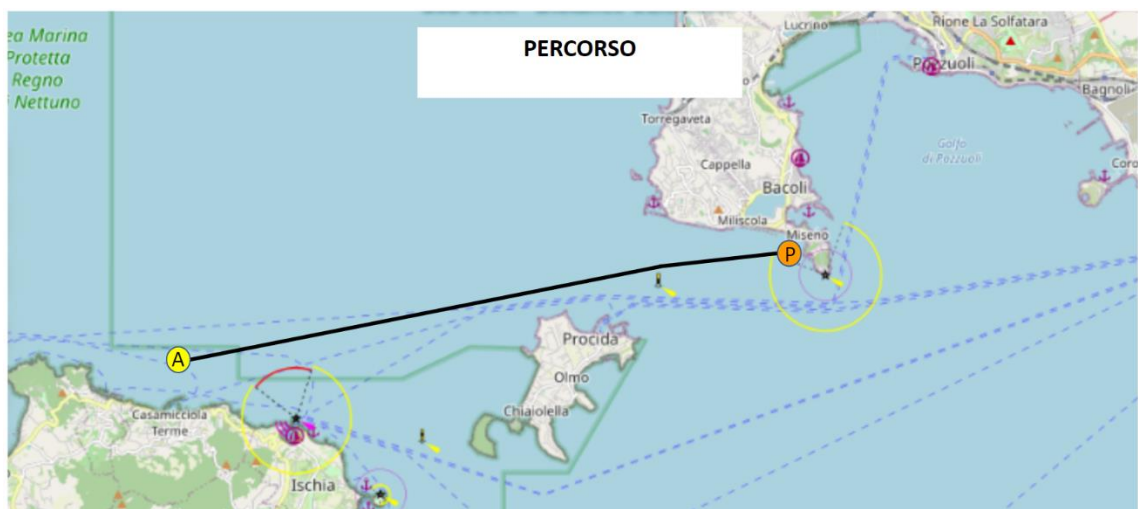 PERCORSO
Lucrino
Rione La Solfatara
Pozzuoli
Bagnoli
ea Marina
Protetta
Regno
i Nettuno
Torregaveta
Cappella
Golfo
di Pozzuoli
Coro
Bacoli
Miliscola
Miseno
P
A
Procida
Olmo
Chiaiolella
Casamicciola
Terme
Ischia